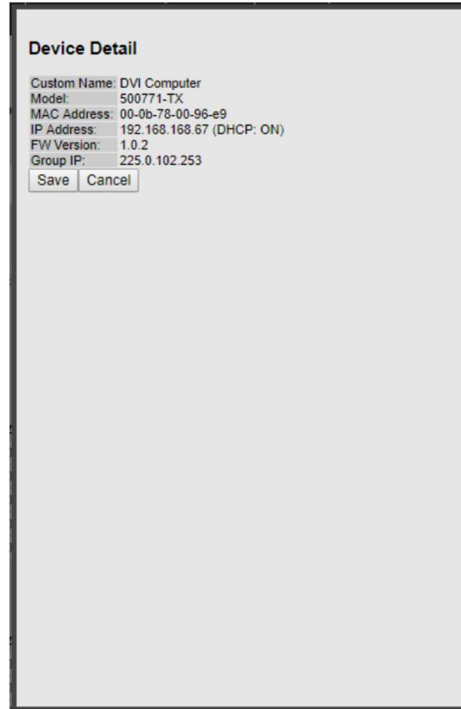 Device Detail
Custom Name: DVI Computer
Model: 500771-TX
MAC Address: 00-0b-78-00-96-e9
IP Address: 192.168.168.67 (DHCP: ON)
FW Version: 1.0.2
Group IP: 225.0.102.253
Save Cancel